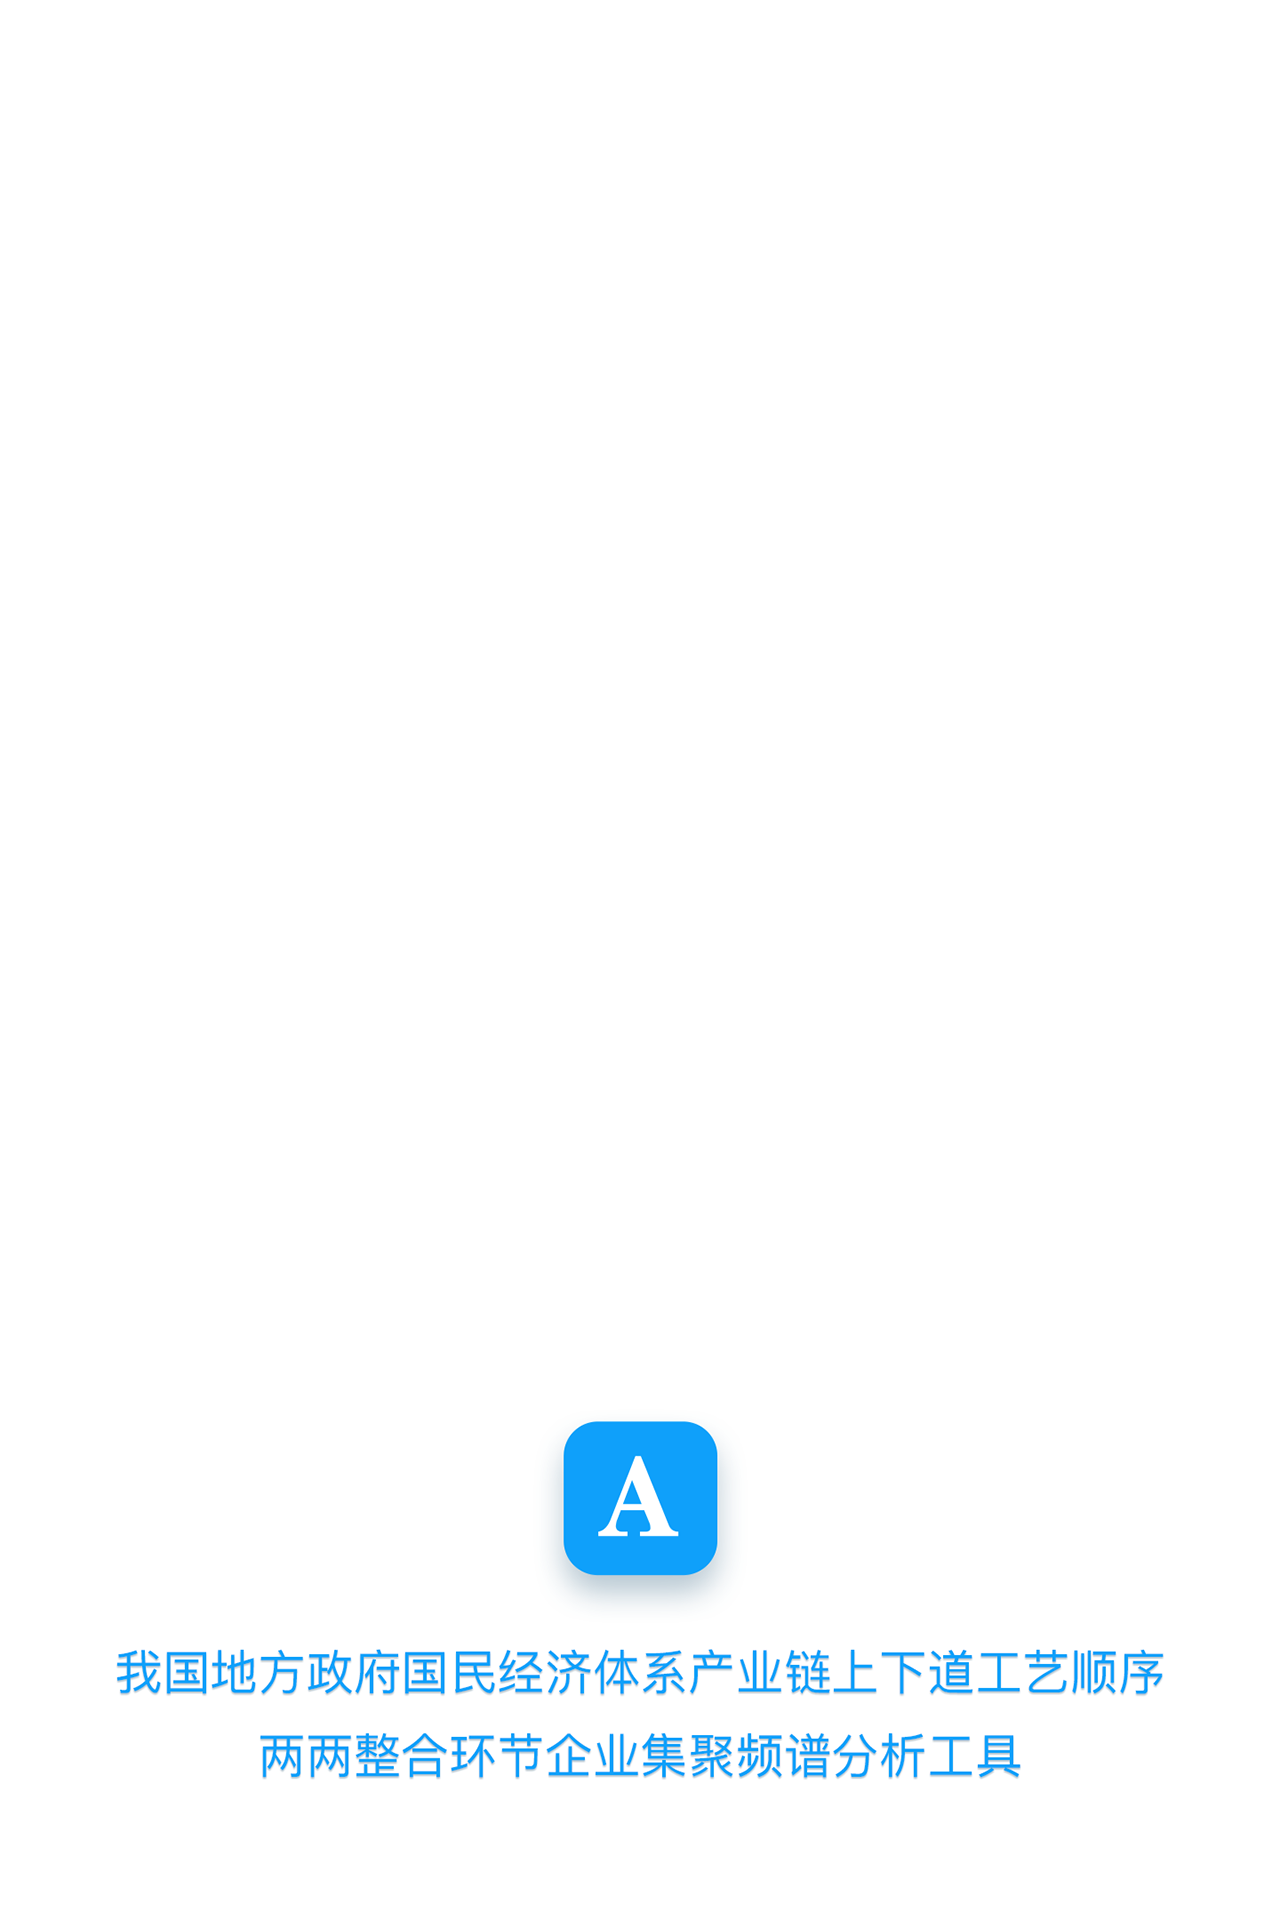 A
我国地方政府国民经济体系产业链上下道工艺顺序
两两整合环节企业集聚频谱分析工具